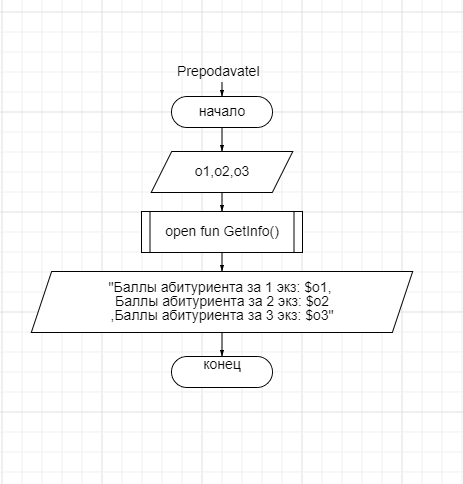 Prepodavatel
начало
o1,o2,o3
open fun GetInfo()
"Баллы абитуриента за 1 экз: $o1,
Баллы абитуриента за 2 экз: $o2
,Баллы абитуриента за 3 экз: $o3"
конец